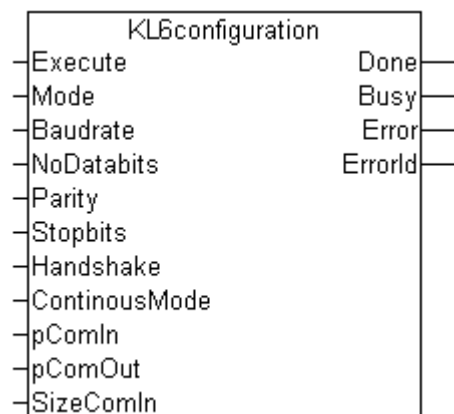 KL6configuration
Execute Done
Mode Busy
Baudrate Error
NoDatabits ErrorId
Parity
Stopbits
Handshake
ContinousMode
pComIn
pComOut
SizeComIn